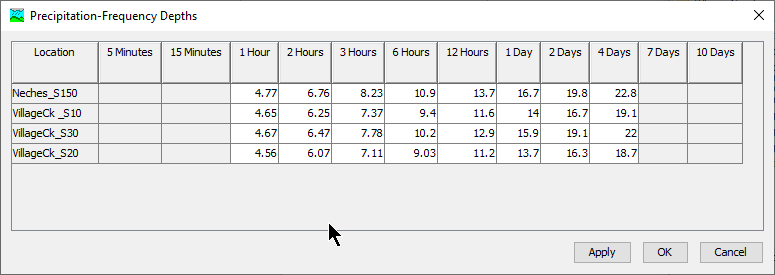 Precipitation-Frequency Depths
Location 5 Minutes 15 Minutes 1 Hour 2 Hours 3 Hours 6 Hours 12 Hours 1 Day 2 Days 4 Days 7 Days 10 Days
Neches_S150 4.77 6.76 8.23 10.9 13.7 16.7 19.8 22.8
VillageCk _S10 4.65 6.25 7.37 9.4 11.6 14 16.7 19.1
VillageCk_S30 4.67 6.47 7.78 10.2 12.9 15.9 19.1 22
VillageCk_S20 4.56 6.07 7.11 9.03 11.2 13.7 16.3 18.7
Apply OK Cancel